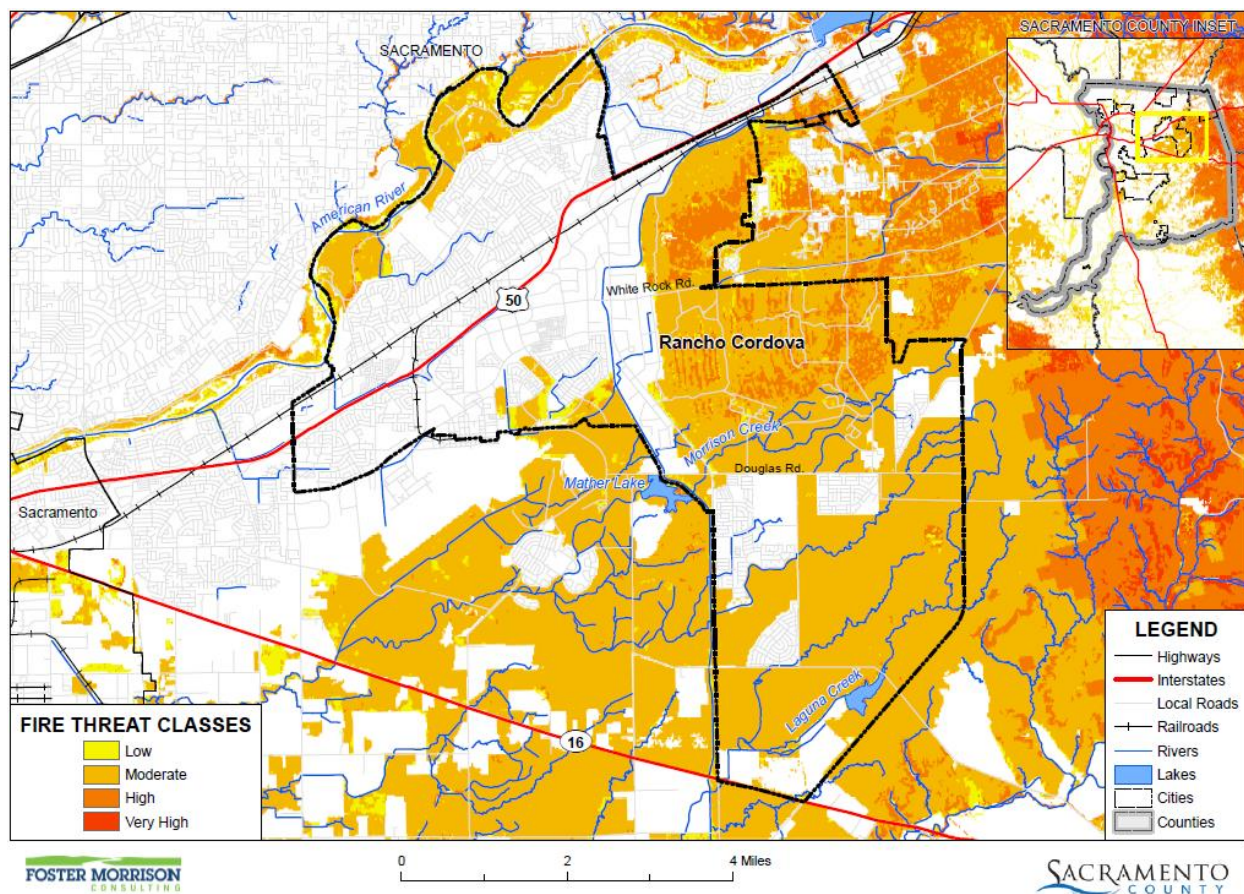 SACRAMENTO COUNTY INSET
SACRAMENTO
American River
50
White Rock Rd.
Rancho Cordova
Morrison Creek
Douglas Rd.
Mather Lake
Sacramento
Laguna Creek
16
LEGEND
Highways
Interstates
Local Roads
Railroads
Rivers
Lakes
Cities
Counties
FIRE THREAT CLASSES
Low
Moderate
High
Very High
FOSTER MORRISON
CONSULTING
0 2 4 Miles
SACRAMENTO
COUNTY